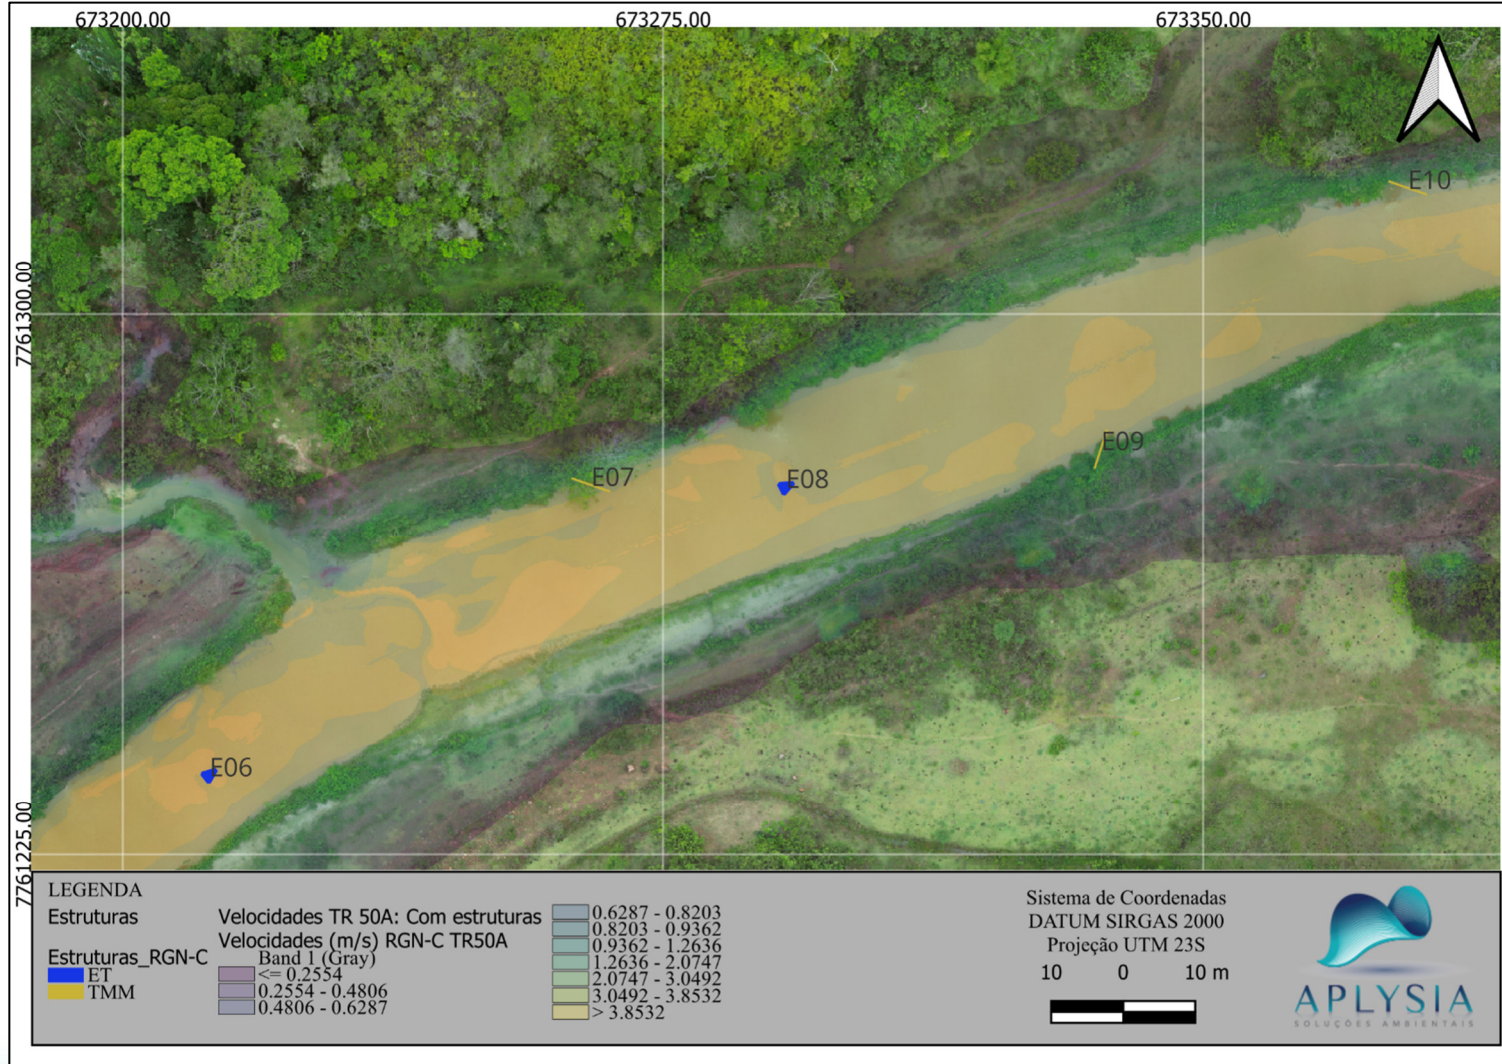 673200.00 673275.00 673350.00
E10
7761300.00
E09
E07
E08
E06
7761225.00
LEGENDA
Estruturas
Estruturas_RGN-C
ET
TMM
Velocidades TR 50A: Com estruturas
Velocidades (m/s) RGN-C TR50A
Band 1 (Gray)
<= 0.2554
0.2554 - 0.4806
0.4806 - 0.6287
0.6287 - 0.8203
0.8203 - 0.9362
0.9362 - 1.2636
1.2636 - 2.0747
2.0747 - 3.0492
3.0492 - 3.8532
> 3.8532
Sistema de Coordenadas
DATUM SIRGAS 2000
Projeção UTM 23S
10 0 10 m
APLYSIA
SOLUÇÕES AMBIENTAIS